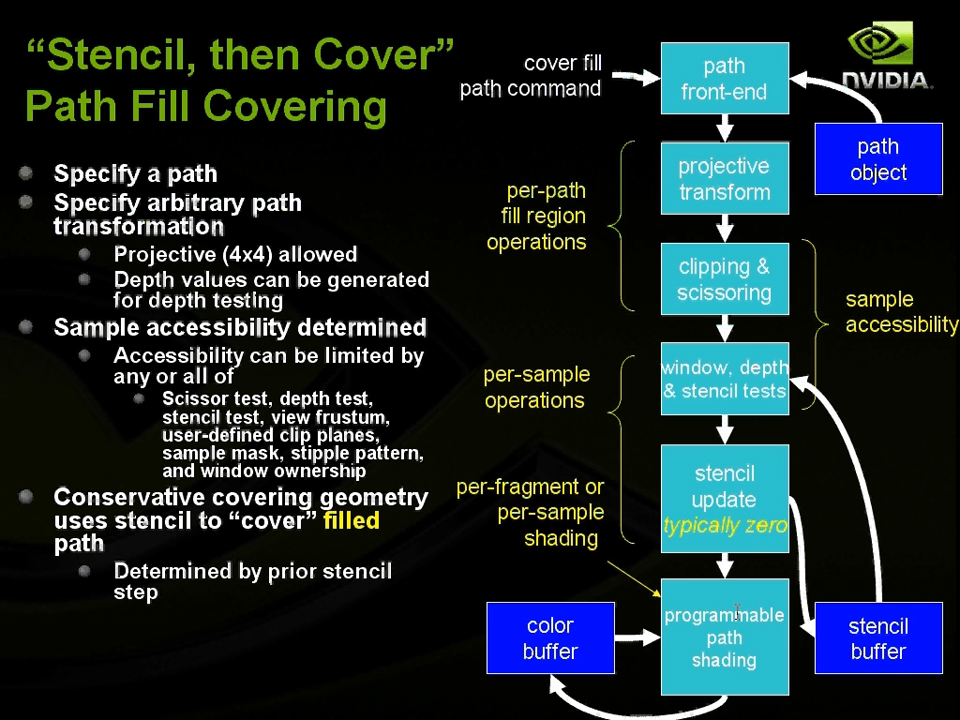 “Stencil, then Cover”
Path Fill Covering
Specify a path
Specify arbitrary path
transformation
Projective (4x4) allowed
Depth values can be generated
for depth testing
Sample accessibility determined
Accessibility can be limited by
any or all of
Scissor test, depth test,
stencil test, view frustum,
user-defined clip planes,
sample mask, stipple pattern,
and window ownership
Conservative covering geometry
uses stencil to “cover” filled
path
Determined by prior stencil
step
cover fill
path command
path
front-end
NVIDIA.
path
object
projective
transform
per-path
fill region
operations
clipping &
scissoring
sample
accessibility
window, depth
& stencil tests
per-sample
operations
stencil
update
typically zero
per-fragment or
per-sample
shading
programmable
path
shading
color
buffer
stencil
buffer